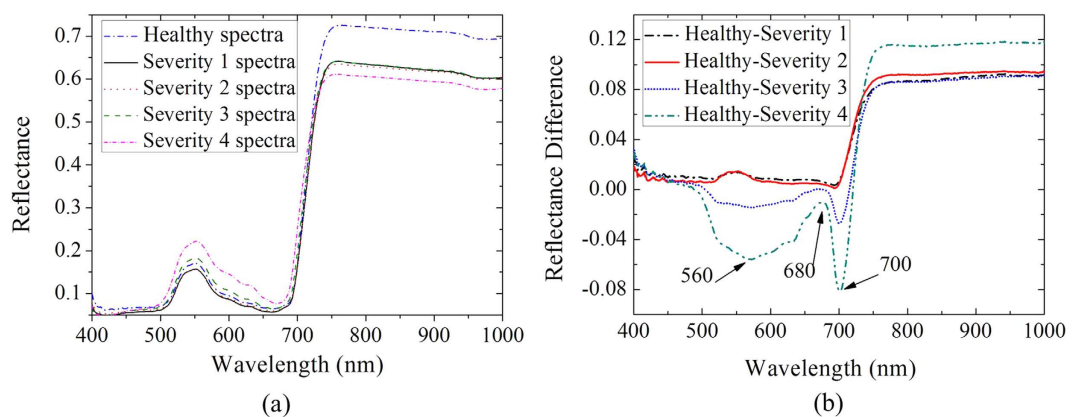 Healthy spectra
Severity 1 spectra
Severity 2 spectra
Severity 3 spectra
Severity 4 spectra
0.7
0.6
0.5
0.4
0.3
0.2
0.1
Reflectance
400 500 600 700 800 900 1000
Wavelength (nm)
(a)
Healthy-Severity 1
Healthy-Severity 2
Healthy-Severity 3
Healthy-Severity 4
0.12
0.08
0.04
0.00
-0.04
-0.08
Reflectance Difference
560
680
700
400 500 600 700 800 900 1000
Wavelength (nm)
(b)